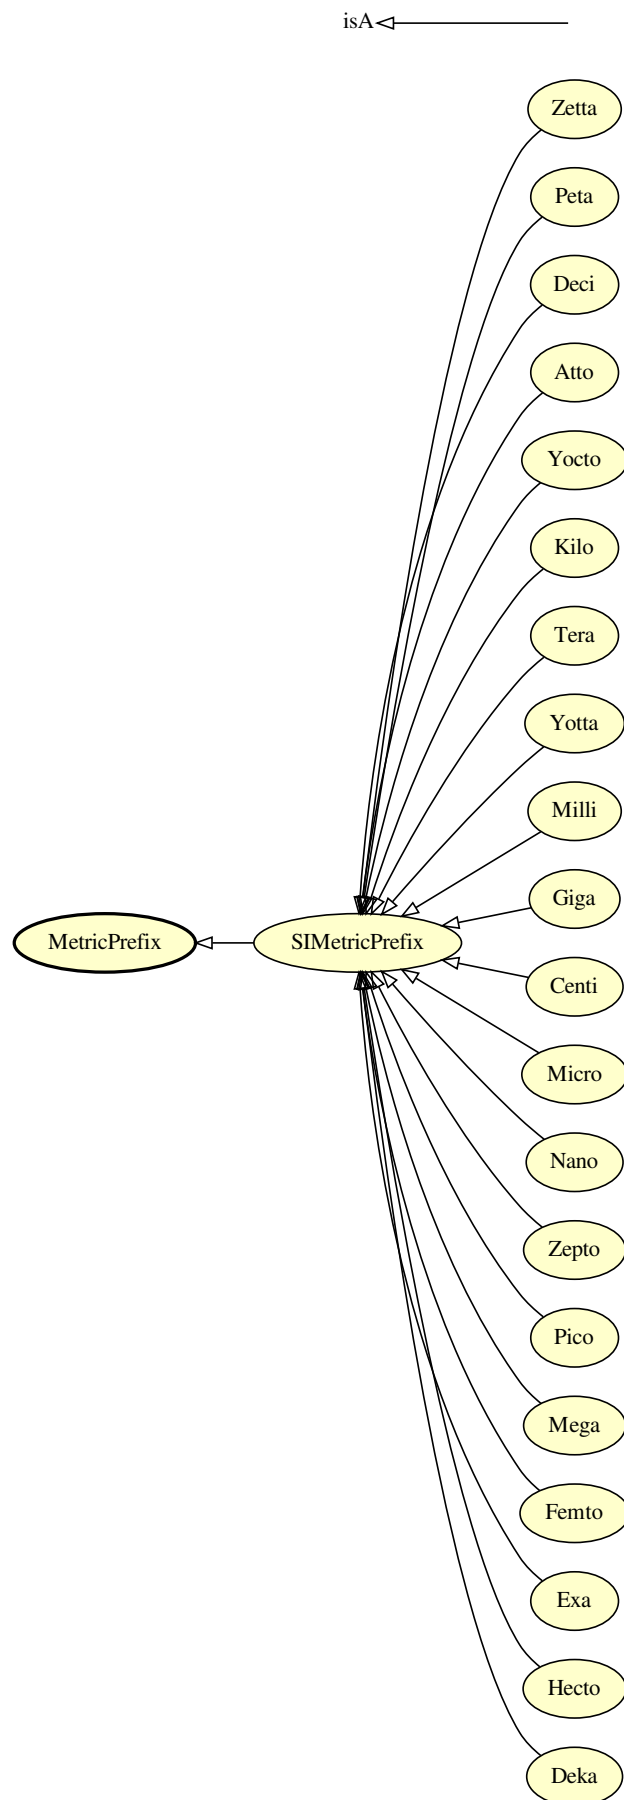 isA
Zetta
Peta
Deci
Atto
Yocto
Kilo
Tera
Yotta
Milli
Giga
MetricPrefix
SIMetricPrefix
Centi
Micro
Nano
Zepto
Pico
Mega
Femto
Exa
Hecto
Deka